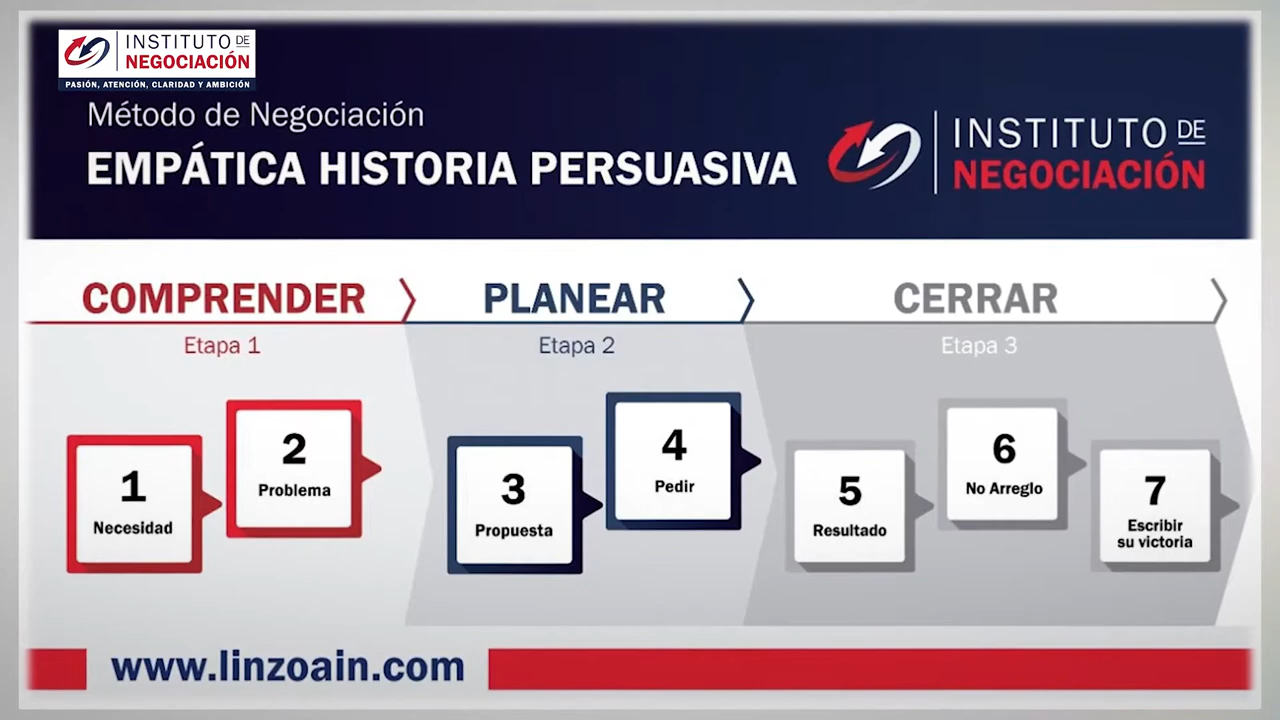 INSTITUTO DE
NEGOCIACIÓN
PASIÓN, ATENCIÓN, CLARIDAD Y AMBICIÓN
Método de Negociación
EMPÁTICA HISTORIA PERSUASIVA
INSTITUTO DE
NEGOCIACIÓN
COMPRENDER
PLANEAR
CERRAR
Etapa 1
Etapa 2
Etapa 3
1
Necesidad
2
Problema
3
Propuesta
4
Pedir
5
Resultado
6
No Arreglo
7
Escribir
su victoria
www.linzoain.com